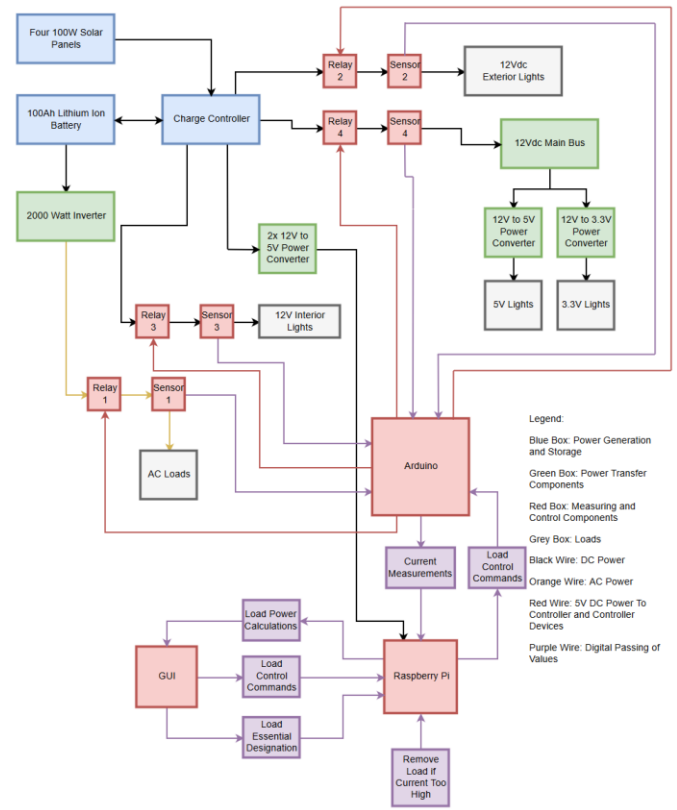 Four 100W Solar
Panels
Relay
2
Sensor
2
12Vdc
Exterior Lights
100Ah Lithium Ion
Battery
Charge Controller
Relay
4
Sensor
4
12Vdc Main Bus
2000 Watt Inverter
2x 12V to
5V Power
Converter
12V to 5V
Power
Converter
12V to 3.3V
Power
Converter
5V Lights
3.3V Lights
Relay
3
Sensor
3
12V Interior
Lights
Relay
1
Sensor
1
AC Loads
Arduino
Legend:
Blue Box: Power Generation
and Storage
Green Box: Power Transfer
Components
Red Box: Measuring and
Control Components
Grey Box: Loads
Black Wire: DC Power
Orange Wire: AC Power
Red Wire: 5V DC Power To
Controller and Controller
Devices
Purple Wire: Digital Passing of
Values
Current
Measurements
Load
Control
Commands
Load Power
Calculations
GUI
Load
Control
Commands
Raspberry Pi
Load
Essential
Designation
Remove
Load if
Current Too
High